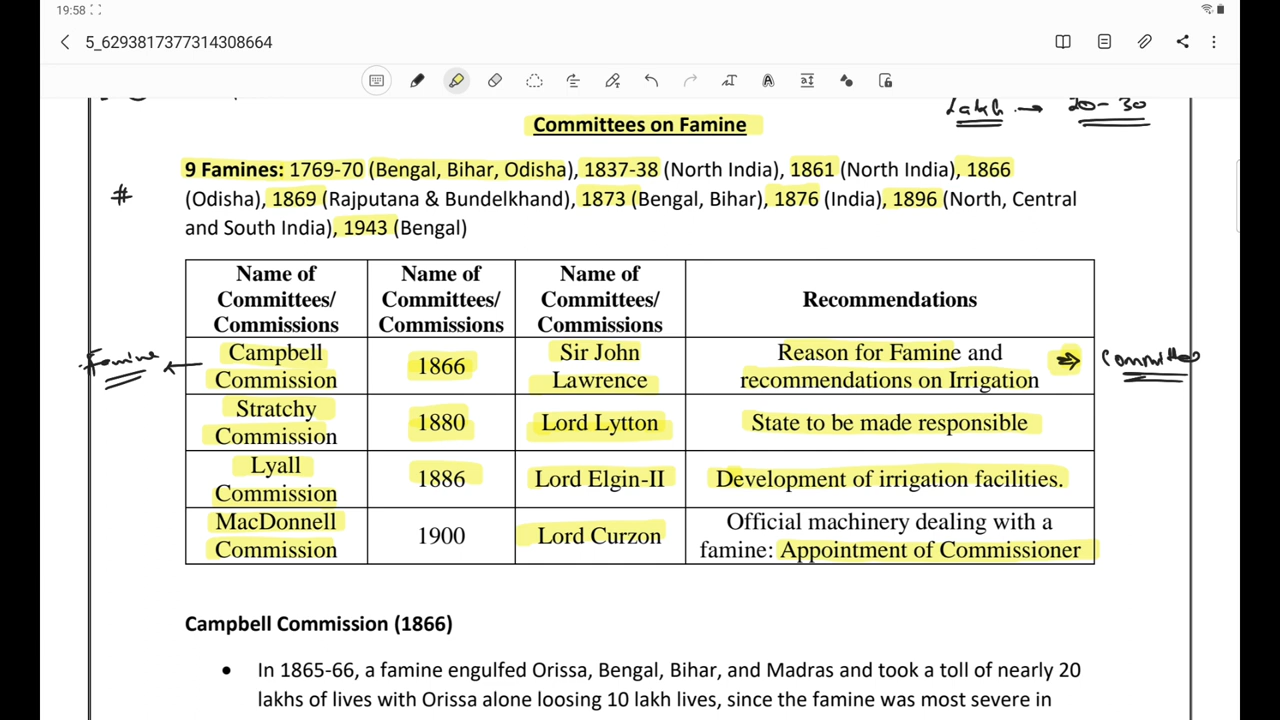 19:58
5_6293817377314308664
Lakh → 20-30
Committees on Famine
9 Famines: 1769-70 (Bengal, Bihar, Odisha), 1837-38 (North India), 1861 (North India), 1866
# (Odisha), 1869 (Rajputana & Bundelkhand), 1873 (Bengal, Bihar), 1876 (India), 1896 (North, Central
and South India), 1943 (Bengal)
Name of Committees/ Commissions | Name of Committees/ Commissions | Name of Committees/ Commissions | Recommendations
Famine ← Campbell Commission | 1866 | Sir John Lawrence | Reason for Famine and recommendations on Irrigation ⇒ Committee
Stratchy Commission | 1880 | Lord Lytton | State to be made responsible
Lyall Commission | 1886 | Lord Elgin-II | Development of irrigation facilities.
MacDonnell Commission | 1900 | Lord Curzon | Official machinery dealing with a famine: Appointment of Commissioner
Campbell Commission (1866)
• In 1865-66, a famine engulfed Orissa, Bengal, Bihar, and Madras and took a toll of nearly 20
lakhs of lives with Orissa alone loosing 10 lakh lives, since the famine was most severe in